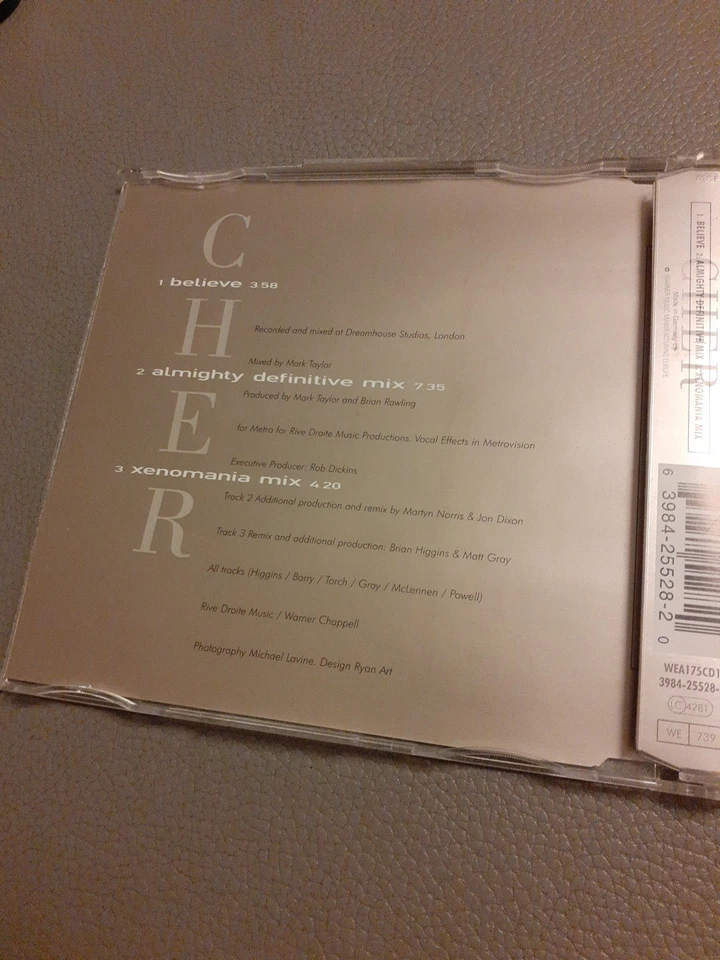 C
1 believe 3.58
H
Recorded and mixed at Dreamhouse Studios, London
Mixed by Mark Taylor
2 almighty definitive mix 7.35
Produced by Mark Taylor and Brian Rawling
E
for Metro for Rive Droite Music Productions. Vocal Effects in Metrovision
Executive Producer: Rob Dickins
3 xenomania mix 4.20
R
Track 2 Additional production and remix by Martyn Norris & Jon Dixon
Track 3 Remix and additional production: Brian Higgins & Matt Gray
All tracks (Higgins / Barry / Torch / Gray / McLennen / Powell)
Rive Droite Music / Warner Chappell
Photography Michael Lavine. Design Ryan Art
CHER
1 BELIEVE 2 ALMIGHTY DEFINITIVE MIX 3 XENOMANIA MIX
Made in Germany
WARNER MUSIC MANUFACTURING EUROPE
6 3984-25528-2 0
WEA175CD1
3984-25528-
LC 4281
WE 739